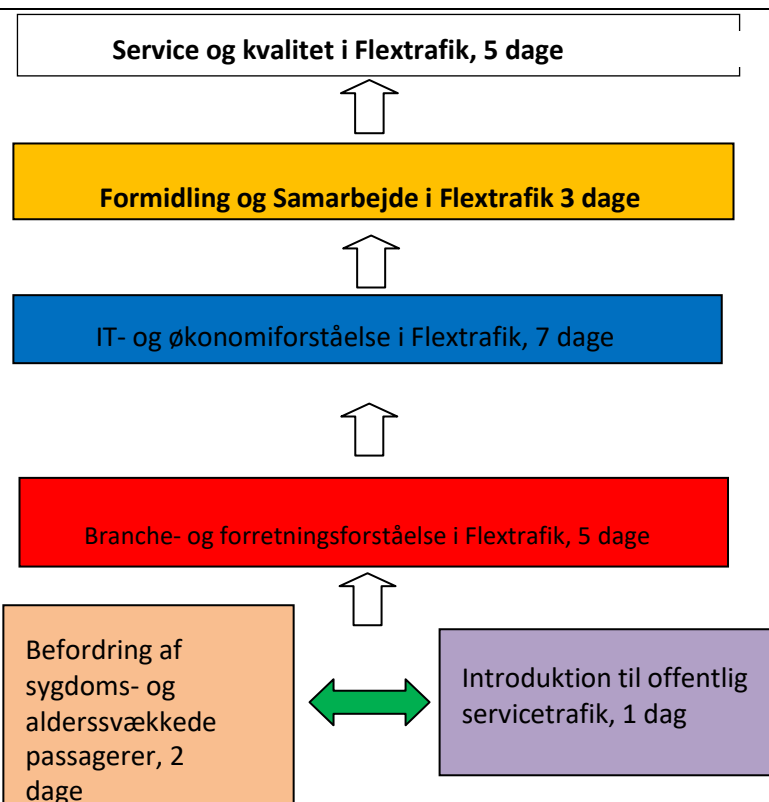 Service og kvalitet i Flextrafik, 5 dage
Formidling og Samarbejde i Flextrafik 3 dage
IT- og økonomiforståelse i Flextrafik, 7 dage
Branche- og forretningsforståelse i Flextrafik, 5 dage
Befordring af
sygdoms- og
alderssvækkede
passagerer, 2
dage
Introduktion til offentlig
servicetrafik, 1 dag